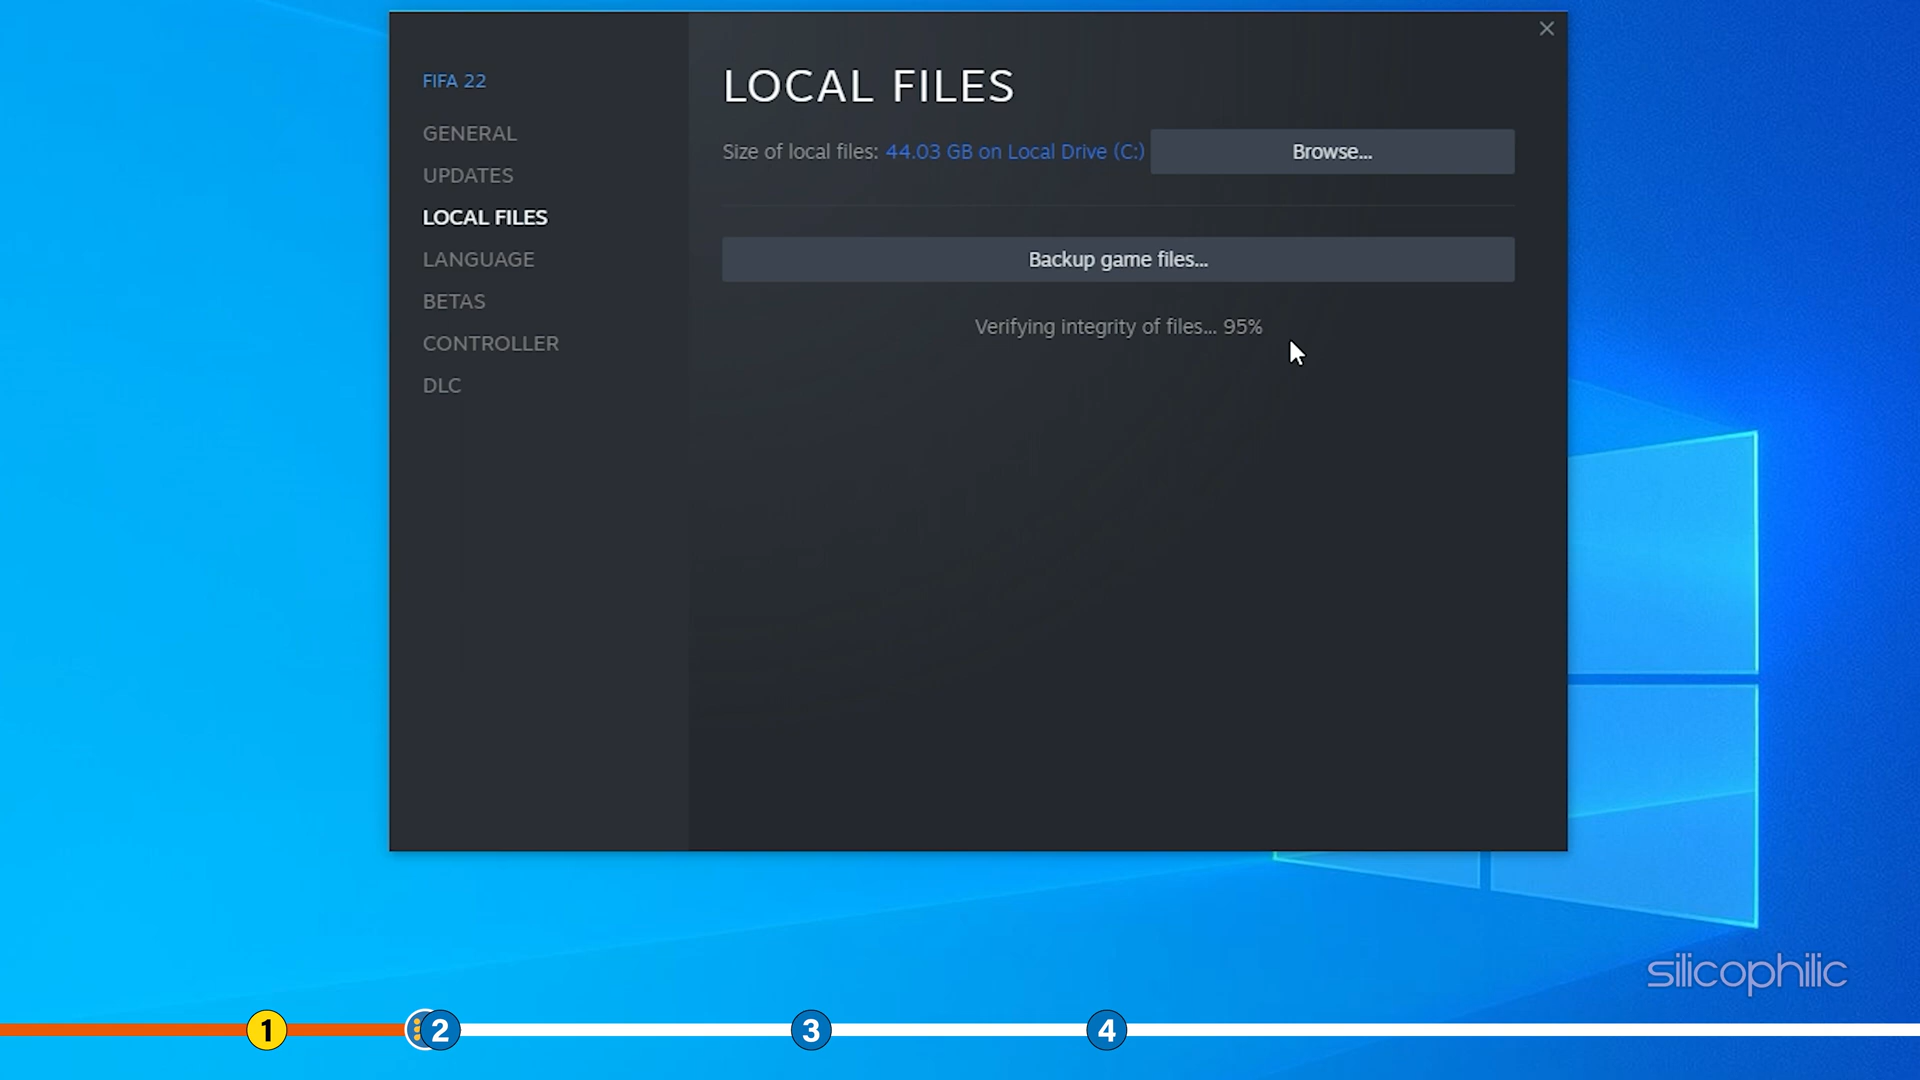 FIFA 22
GENERAL
UPDATES
LOCAL FILES
LANGUAGE
BETAS
CONTROLLER
DLC
LOCAL FILES
Size of local files: 44.03 GB on Local Drive (C:)
Browse...
Backup game files...
Verifying integrity of files... 95%
silicophilic
1
2
3
4